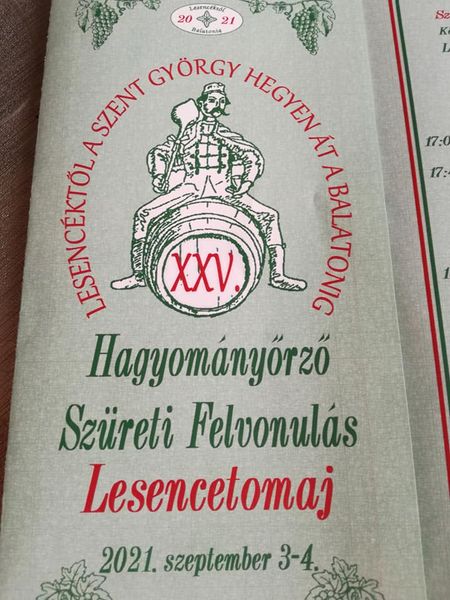 Lesencéktől
20 21
Balatonig
LESENCÉKTŐL A SZENT GYÖRGY HEGYEN ÁT A BALATONIG
XXV.
Hagyományőrző
Szüreti Felvonulás
Lesencetomaj
2021. szeptember 3-4.